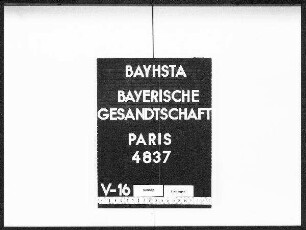 BAYHSTA
BAYERISCHE
GESANDTSCHAFT
PARIS
4837
V-16